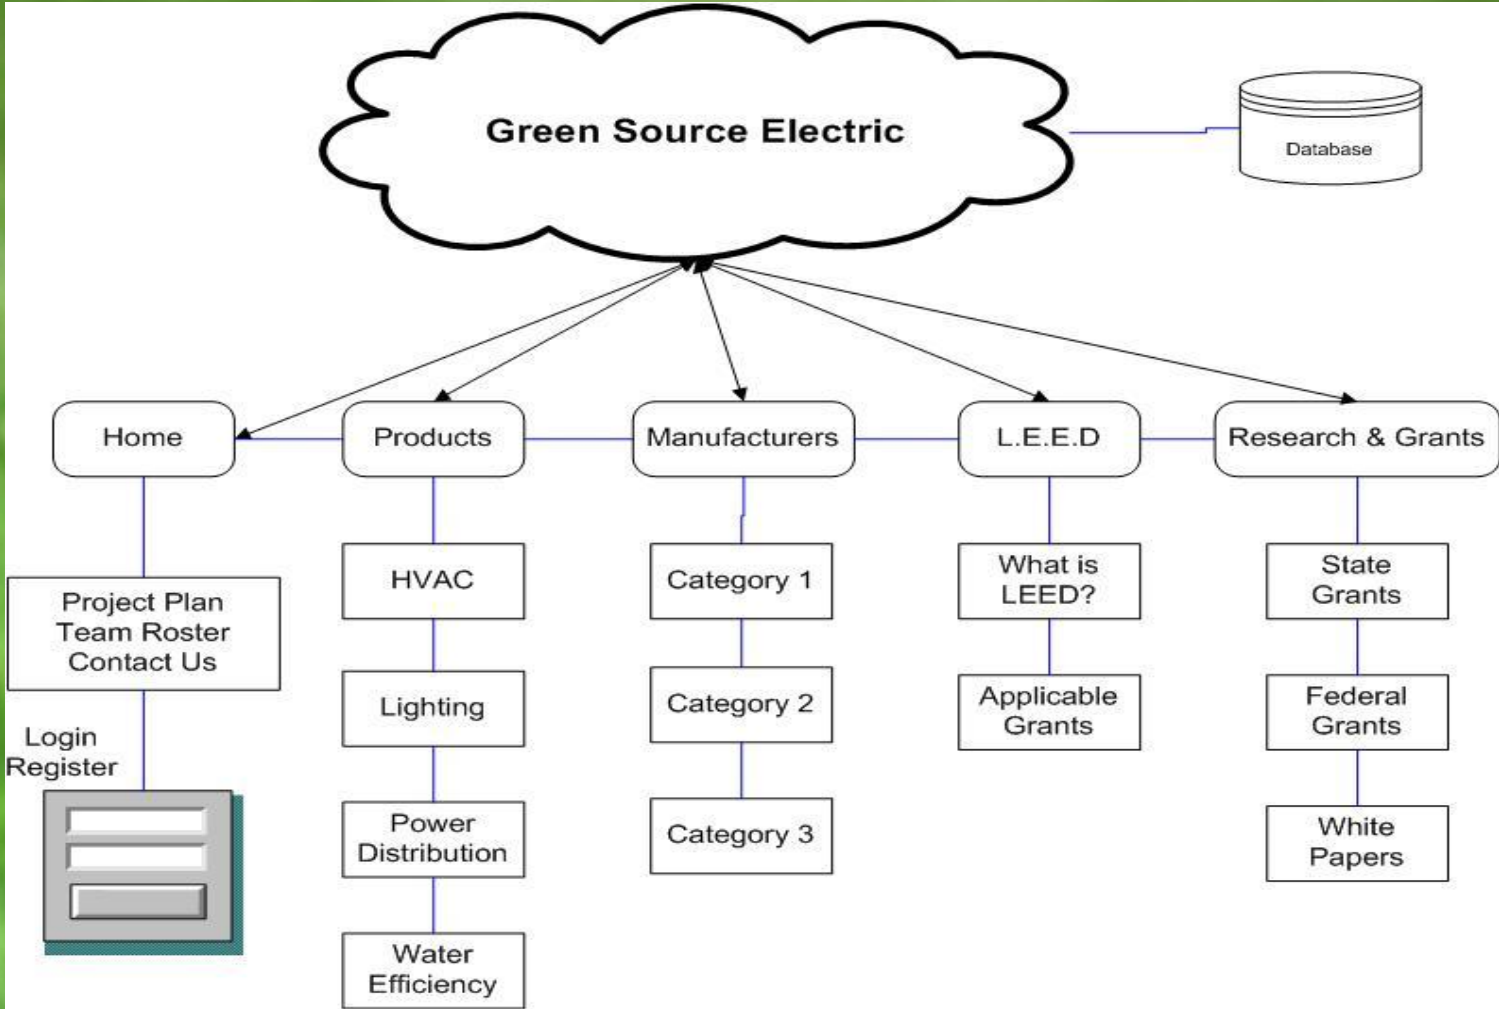 Green Source Electric
Database
Home
Products
Manufacturers
L.E.E.D
Research & Grants
Project Plan
Team Roster
Contact Us
Login
Register
HVAC
Lighting
Power
Distribution
Water
Efficiency
Category 1
Category 2
Category 3
What is
LEED?
Applicable
Grants
State
Grants
Federal
Grants
White
Papers